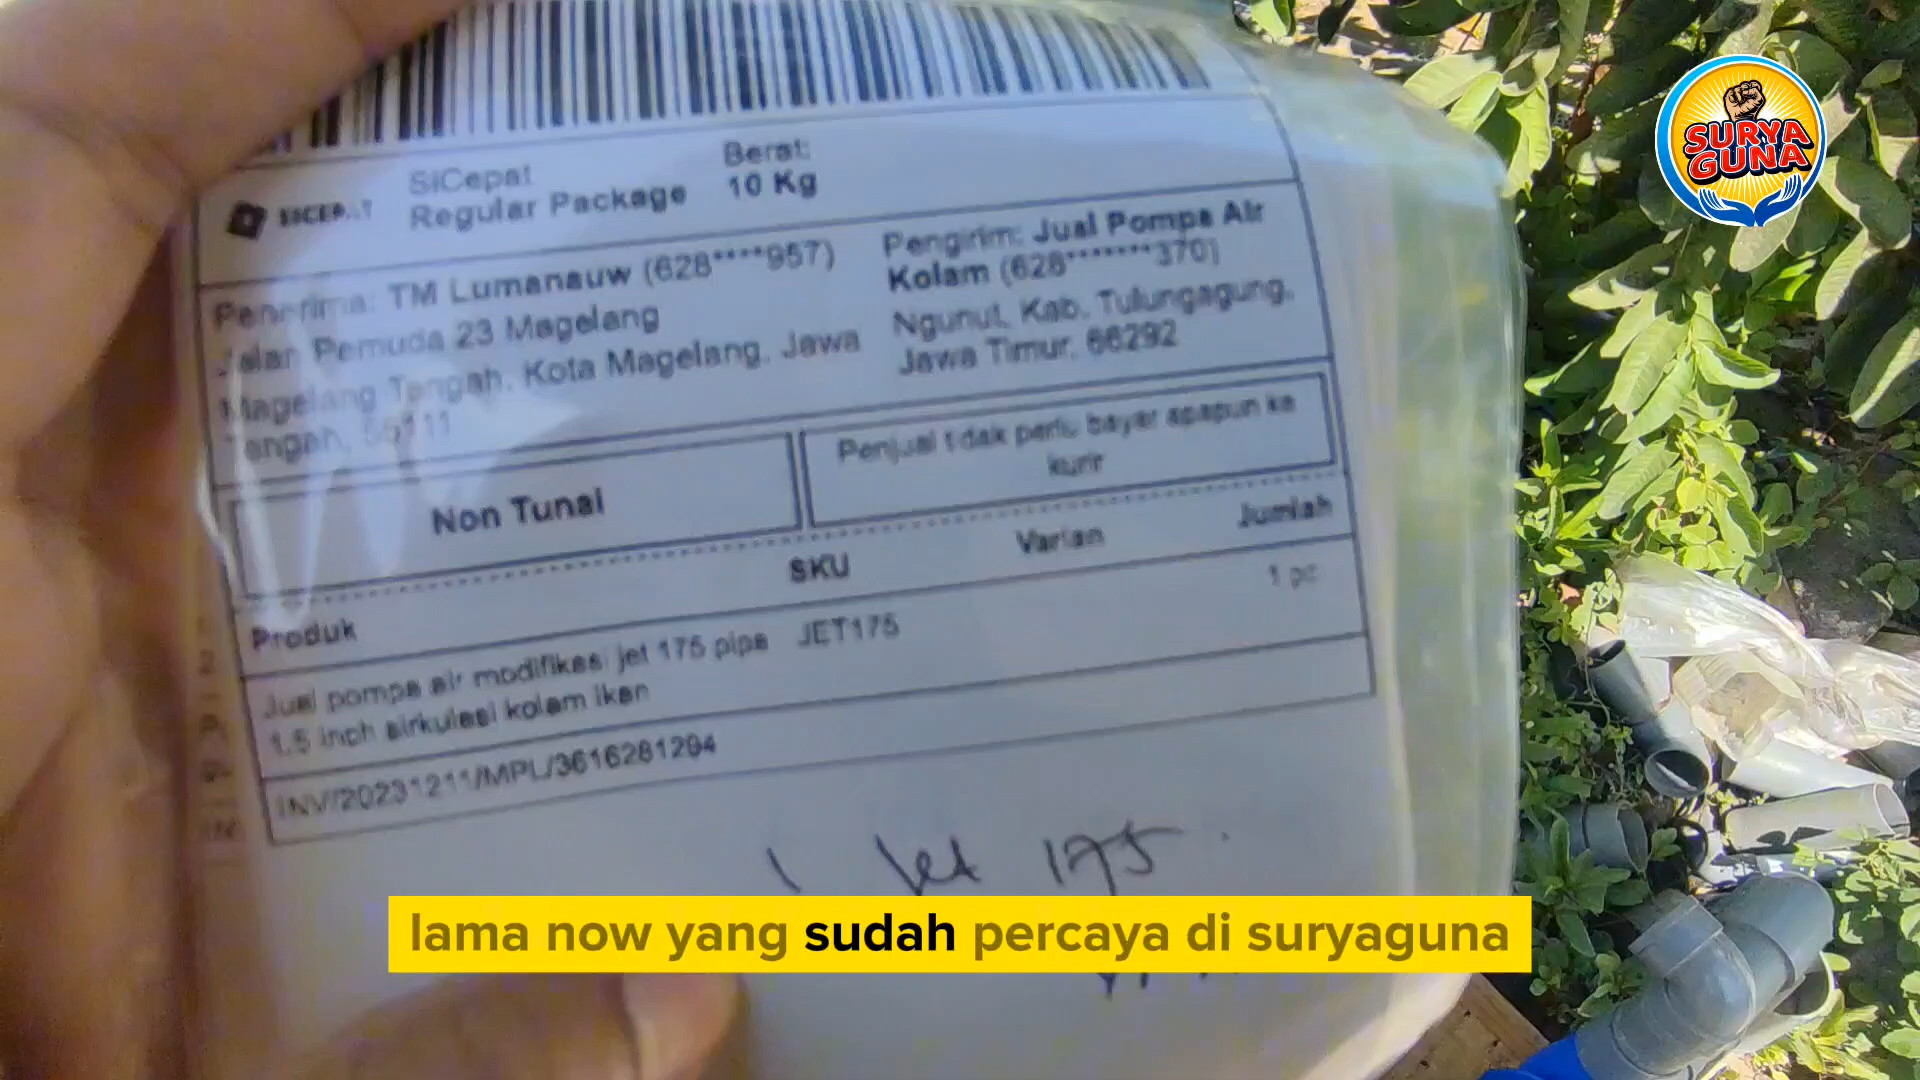 SURYA
GUNA
SiCepat
Regular Package
Berat:
10 Kg
SICEPAT
Penerima: TM Lumanauw (628****957)
Jalan Pemuda 23 Magelang
Magelang Tengah, Kota Magelang, Jawa
Tengah, 56111
Pengirim: Jual Pompa Air
Kolam (628*******370)
Ngunut, Kab. Tulungagung,
Jawa Timur, 66292
Non Tunai
Penjual tidak perlu bayar apapun ke
kurir
Produk SKU Varian Jumlah
Jual pompa air modifikasi jet 175 pipa JET175 1 pc
1.5 inch sirkulasi kolam ikan
INV/20231211/MPL/3616281294
1 Jet 175.
lama now yang sudah percaya di suryaguna